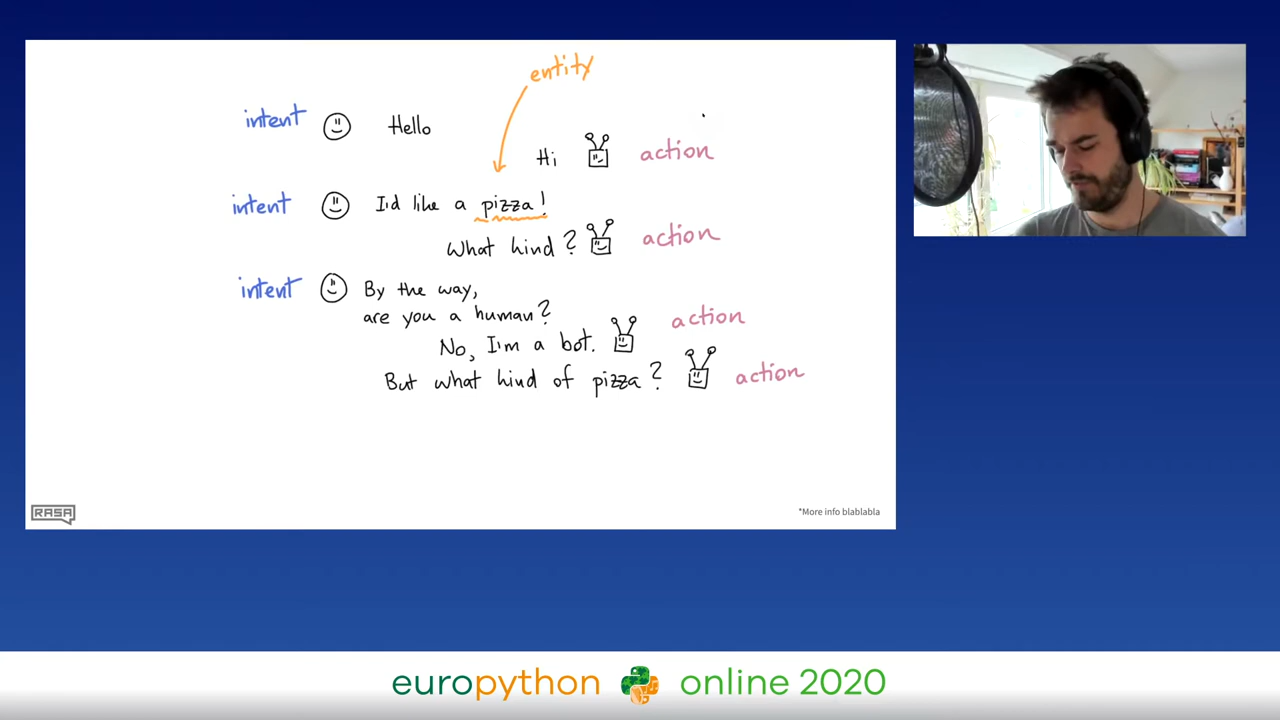 entity
intent Hello
Hi action
intent I'd like a pizza!
What kind? action
intent By the way,
are you a human?
action
No, I'm a bot.
But what kind of pizza? action
RASA
*More info blablabla
europython online 2020